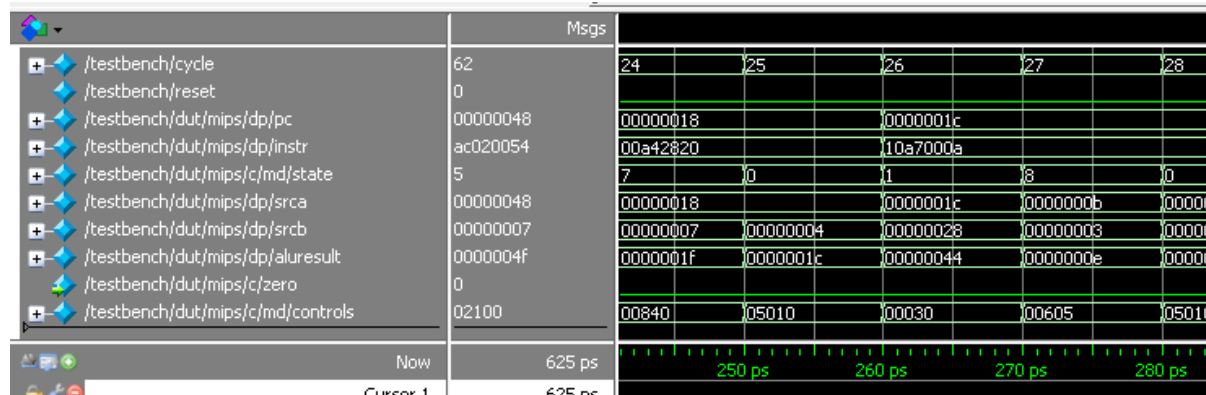 Msgs
/testbench/cycle 62 24 25 26 27 28
/testbench/reset 0
/testbench/dut/mips/dp/pc 00000048 00000018 0000001c
/testbench/dut/mips/dp/instr ac020054 00a42820 10a7000a
/testbench/dut/mips/c/md/state 5 7 0 1 8 0
/testbench/dut/mips/dp/srca 00000048 00000018 0000001c 0000000b 0000
/testbench/dut/mips/dp/srcb 00000007 00000007 00000004 00000028 00000003 0000
/testbench/dut/mips/dp/aluresult 0000004f 0000001f 0000001c 00000044 0000000e 0000
/testbench/dut/mips/c/zero 0
/testbench/dut/mips/c/md/controls 02100 00840 05010 00030 00605 0501
Now 625 ps
250 ps 260 ps 270 ps 280 ps
Cursor 1 625 ps